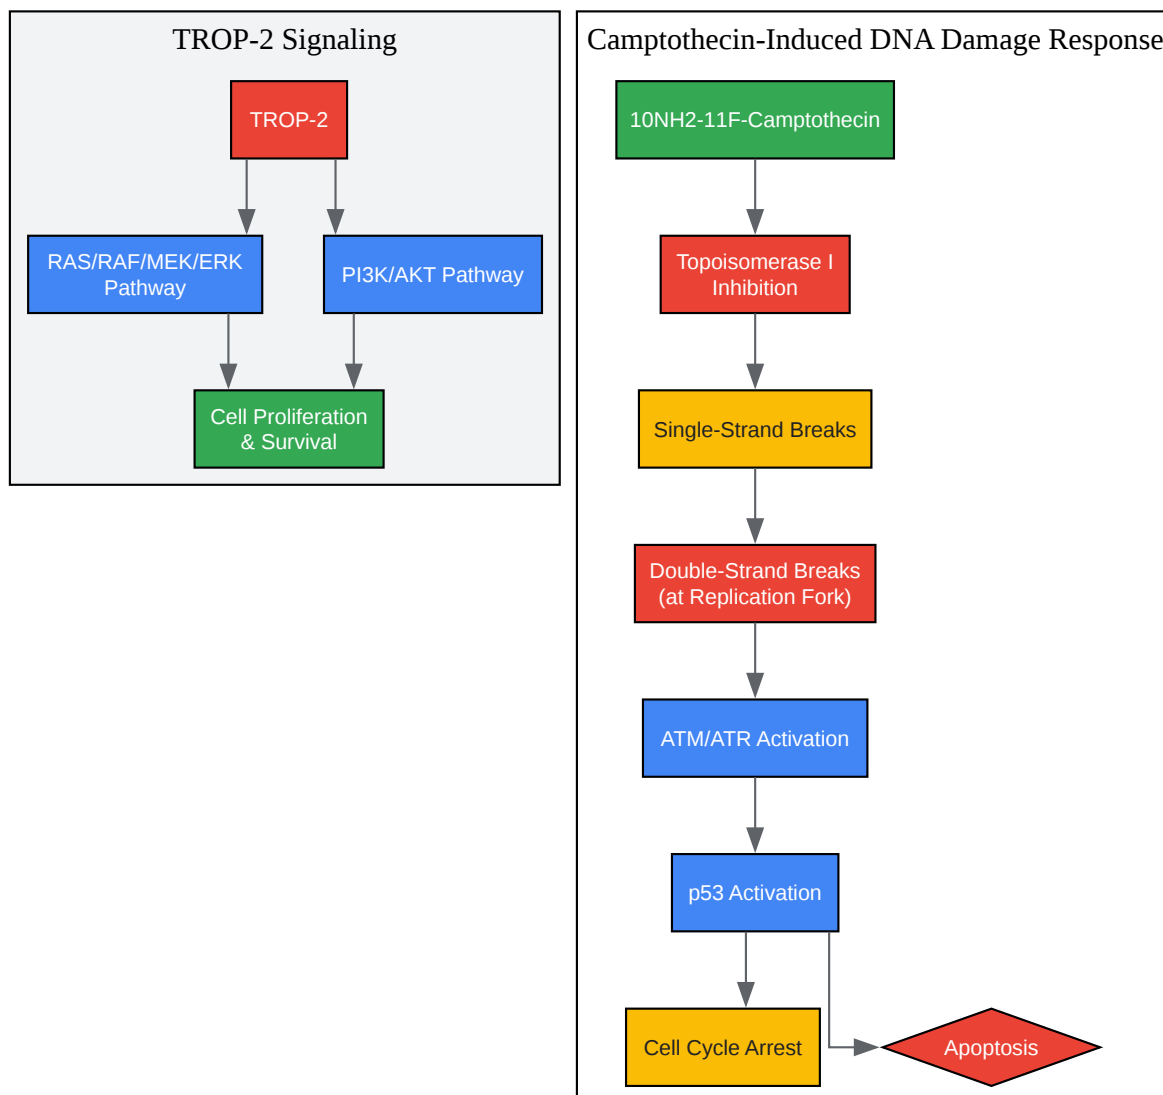 TROP-2 Signaling
TROP-2
RAS/RAF/MEK/ERK
Pathway
PI3K/AKT Pathway
Cell Proliferation
& Survival
Camptothecin-Induced DNA Damage Response
10NH2-11F-Camptothecin
Topoisomerase I
Inhibition
Single-Strand Breaks
Double-Strand Breaks
(at Replication Fork)
ATM/ATR Activation
p53 Activation
Cell Cycle Arrest
Apoptosis